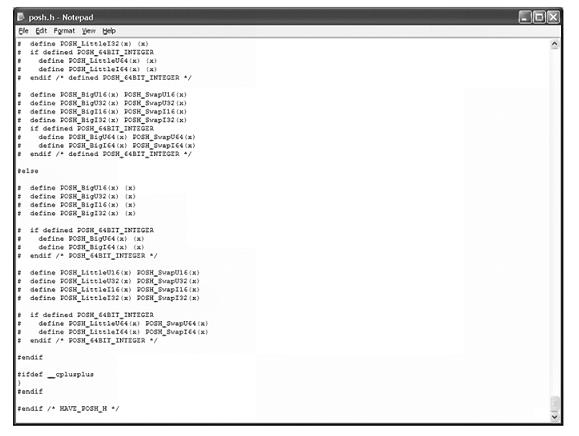 posh.h - Notepad
File Edit Format View Help
#  define POSH_LittleI32(x) (x)
#  if defined POSH_64BIT_INTEGER
#    define POSH_LittleU64(x) (x)
#    define POSH_LittleI64(x) (x)
#  endif /* defined POSH_64BIT_INTEGER */
#  define POSH_BigU16(x) POSH_SwapU16(x)
#  define POSH_BigU32(x) POSH_SwapU32(x)
#  define POSH_BigI16(x) POSH_SwapI16(x)
#  define POSH_BigI32(x) POSH_SwapI32(x)
#  if defined POSH_64BIT_INTEGER
#    define POSH_BigU64(x) POSH_SwapU64(x)
#    define POSH_BigI64(x) POSH_SwapI64(x)
#  endif /* defined POSH_64BIT_INTEGER */
#else
#  define POSH_BigU16(x) (x)
#  define POSH_BigU32(x) (x)
#  define POSH_BigI16(x) (x)
#  define POSH_BigI32(x) (x)
#  if defined POSH_64BIT_INTEGER
#    define POSH_BigU64(x) (x)
#    define POSH_BigI64(x) (x)
#  endif /* POSH_64BIT_INTEGER */
#  define POSH_LittleU16(x) POSH_SwapU16(x)
#  define POSH_LittleU32(x) POSH_SwapU32(x)
#  define POSH_LittleI16(x) POSH_SwapI16(x)
#  define POSH_LittleI32(x) POSH_SwapI32(x)
#  if defined POSH_64BIT_INTEGER
#    define POSH_LittleU64(x) POSH_SwapU64(x)
#    define POSH_LittleI64(x) POSH_SwapI64(x)
#  endif /* POSH_64BIT_INTEGER */
#endif
#ifdef __cplusplus
}
#endif
#endif /* HAVE_POSH_H */